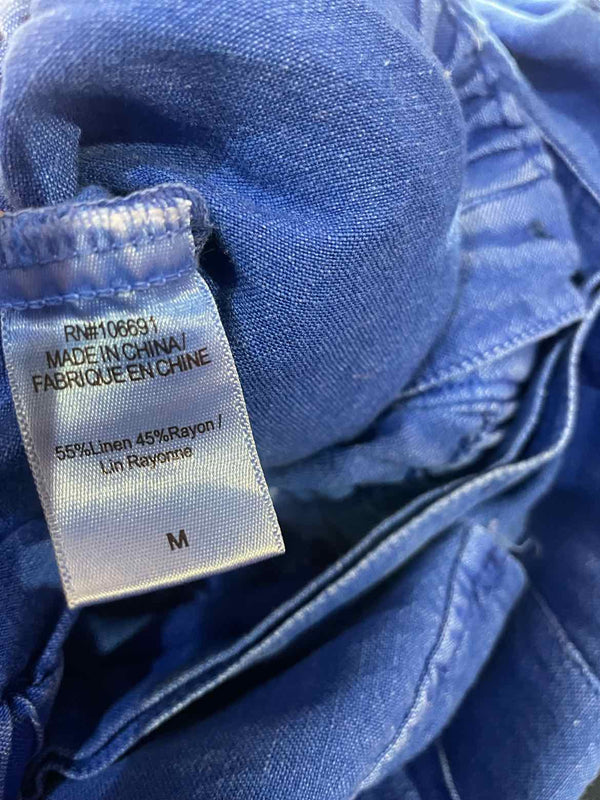 RN#106691
MADE IN CHINA/
FABRIQUE EN CHINE
55%Linen 45%Rayon/
Lin Rayonne
M